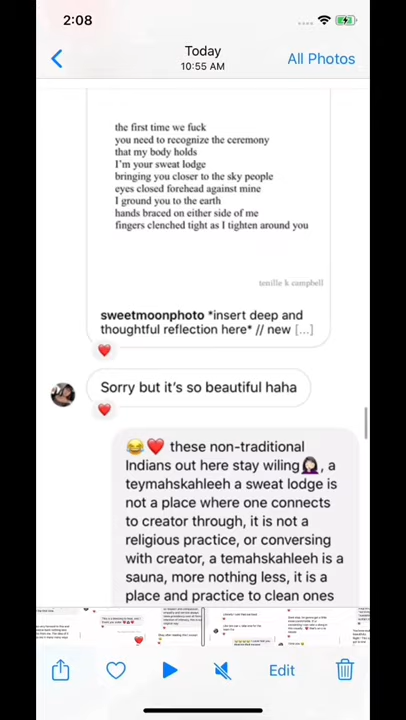 2:08
Today
10:55 AM
All Photos
the first time we fuck
you need to recognize the ceremony
that my body holds
I'm your sweat lodge
bringing you closer to the sky people
eyes closed forehead against mine
I ground you to the earth
hands braced on either side of me
fingers clenched tight as I tighten around you
tenille k campbell
sweetmoonphoto *insert deep and
thoughtful reflection here* // new [...]
Sorry but it's so beautiful haha
😂❤️ these non-traditional
Indians out here stay wiling🤦🏻‍♀️, a
teymahskahleeh a sweat lodge is
not a place where one connects
to creator through, it is not a
religious practice, or conversing
with creator, a temahskahleeh is a
sauna, more nothing less, it is a
place and practice to clean ones
Edit